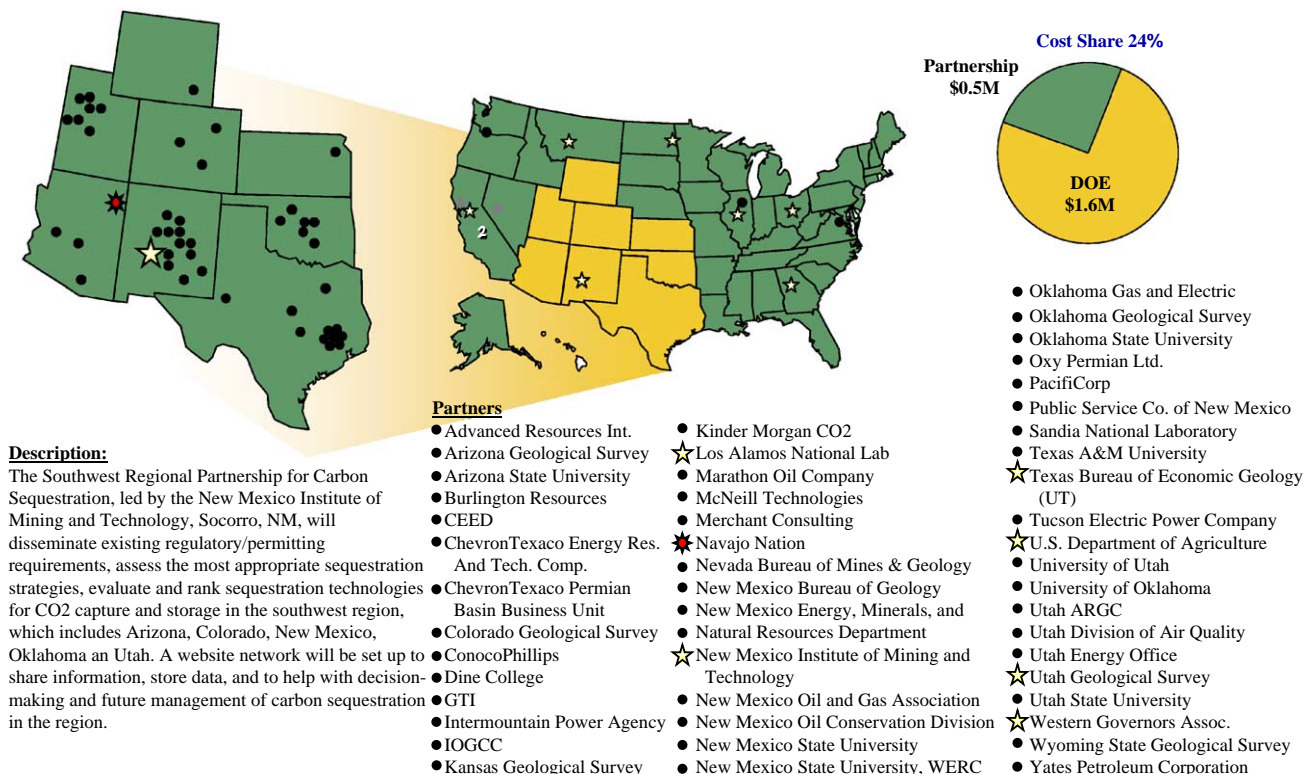 Cost Share 24%
Partnership
$0.5M
DOE
$1.6M
2
Description:
The Southwest Regional Partnership for Carbon
Sequestration, led by the New Mexico Institute of
Mining and Technology, Socorro, NM, will
disseminate existing regulatory/permitting
requirements, assess the most appropriate sequestration
strategies, evaluate and rank sequestration technologies
for CO2 capture and storage in the southwest region,
which includes Arizona, Colorado, New Mexico,
Oklahoma an Utah. A website network will be set up to
share information, store data, and to help with decision-
making and future management of carbon sequestration
in the region.
Partners
Advanced Resources Int.
Arizona Geological Survey
Arizona State University
Burlington Resources
CEED
ChevronTexaco Energy Res.
And Tech. Comp.
ChevronTexaco Permian
Basin Business Unit
Colorado Geological Survey
ConocoPhillips
Dine College
GTI
Intermountain Power Agency
IOGCC
Kansas Geological Survey
Kinder Morgan CO2
Los Alamos National Lab
Marathon Oil Company
McNeill Technologies
Merchant Consulting
Navajo Nation
Nevada Bureau of Mines & Geology
New Mexico Bureau of Geology
New Mexico Energy, Minerals, and
Natural Resources Department
New Mexico Institute of Mining and
Technology
New Mexico Oil and Gas Association
New Mexico Oil Conservation Division
New Mexico State University
New Mexico State University, WERC
Oklahoma Gas and Electric
Oklahoma Geological Survey
Oklahoma State University
Oxy Permian Ltd.
PacifiCorp
Public Service Co. of New Mexico
Sandia National Laboratory
Texas A&M University
Texas Bureau of Economic Geology
(UT)
Tucson Electric Power Company
U.S. Department of Agriculture
University of Utah
University of Oklahoma
Utah ARGC
Utah Division of Air Quality
Utah Energy Office
Utah Geological Survey
Utah State University
Western Governors Assoc.
Wyoming State Geological Survey
Yates Petroleum Corporation